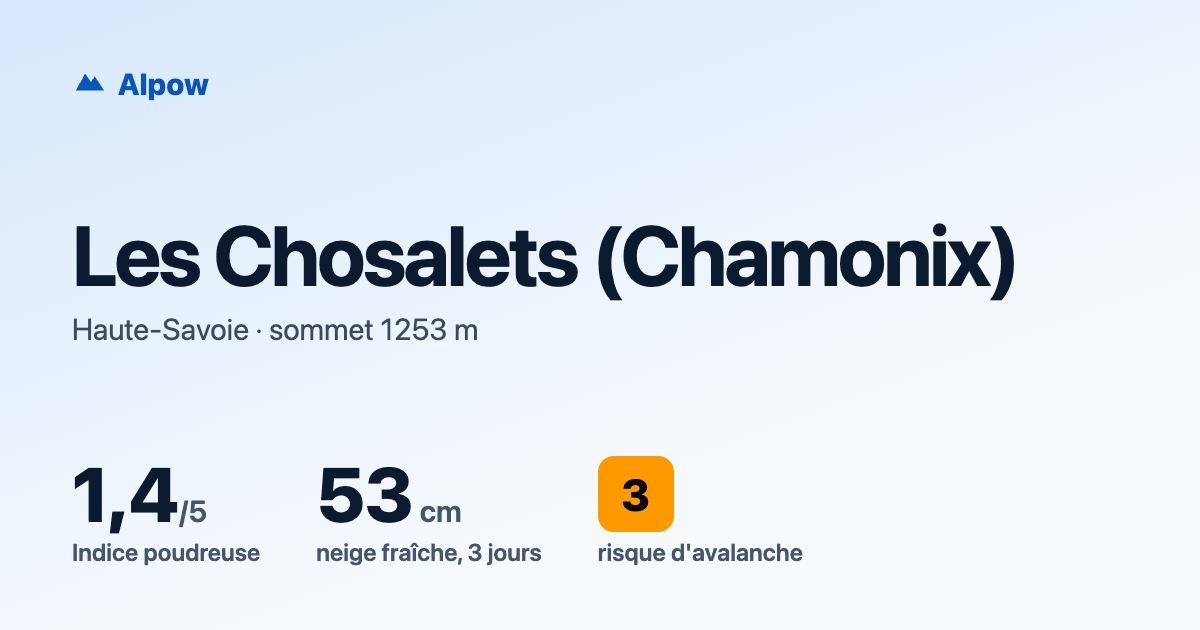 Alpow
Les Chosalets (Chamonix)
Haute-Savoie · sommet 1253 m
1,4/5
Indice poudreuse
53 cm
neige fraîche, 3 jours
3
risque d'avalanche